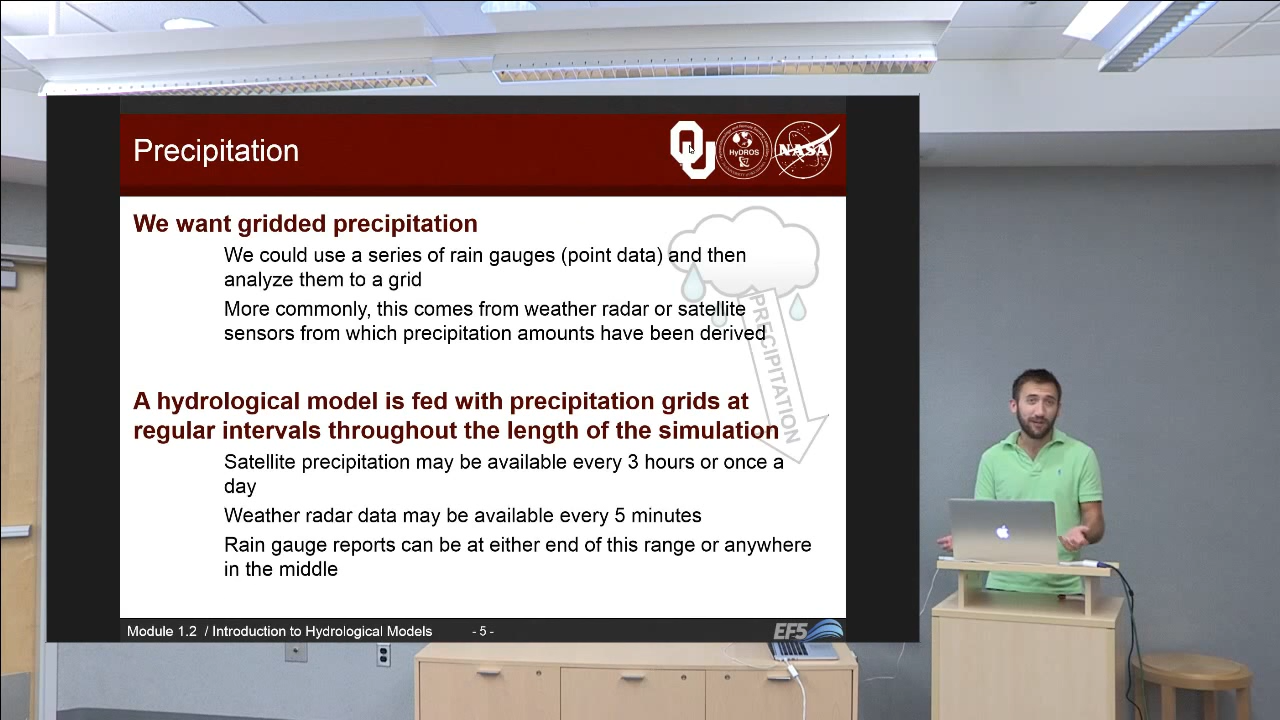 Precipitation
OU
HyDROS
NASA
We want gridded precipitation
We could use a series of rain gauges (point data) and then
analyze them to a grid
More commonly, this comes from weather radar or satellite
sensors from which precipitation amounts have been derived
PRECIPITATION
A hydrological model is fed with precipitation grids at
regular intervals throughout the length of the simulation
Satellite precipitation may be available every 3 hours or once a
day
Weather radar data may be available every 5 minutes
Rain gauge reports can be at either end of this range or anywhere
in the middle
Module 1.2 / Introduction to Hydrological Models - 5 -
EF5